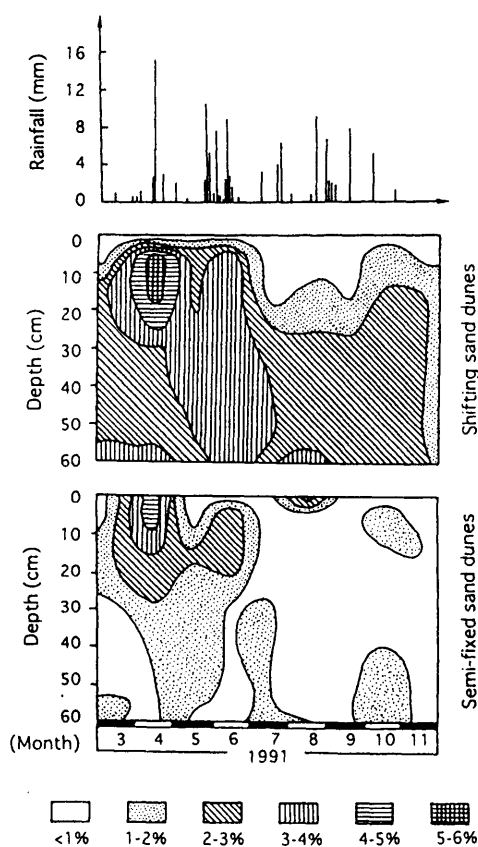 Rainfall (mm)
16
12
8
4
0
Depth (cm)
0
10
20
30
40
50
60
Shifting sand dunes
Depth (cm)
0
10
20
30
40
50
60
Semi-fixed sand dunes
(Month) 3 4 5 6 7 8 9 10 11
1991
<1% 1-2% 2-3% 3-4% 4-5% 5-6%